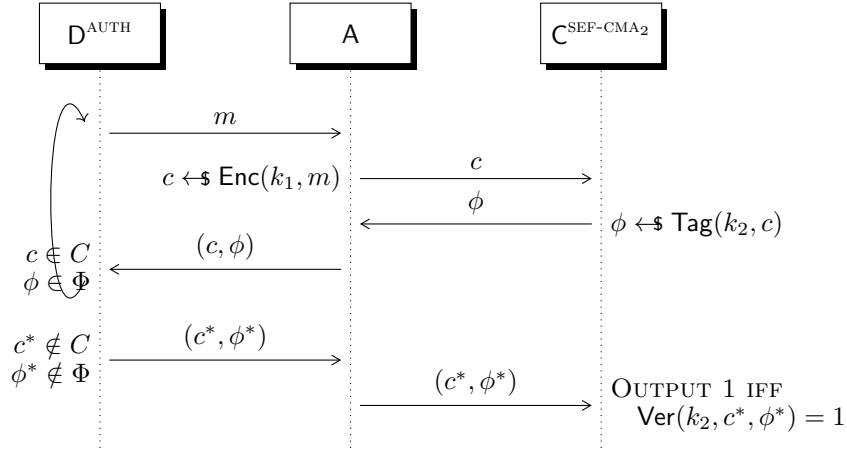 D^AUTH A C^SEF-CMA₂
m
c ←$ Enc(k₁, m) c
ϕ
ϕ ←$ Tag(k₂, c)
c ∈ C (c, ϕ)
ϕ ∈ Φ
c* ∉ C (c*, ϕ*)
ϕ* ∉ Φ
(c*, ϕ*) OUTPUT 1 IFF
Ver(k₂, c*, ϕ*) = 1